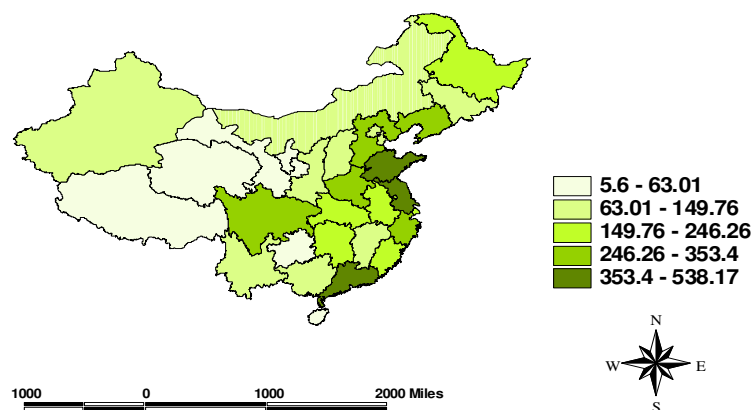 5.6 - 63.01
63.01 - 149.76
149.76 - 246.26
246.26 - 353.4
353.4 - 538.17
N
W E
S
1000 0 1000 2000 Miles